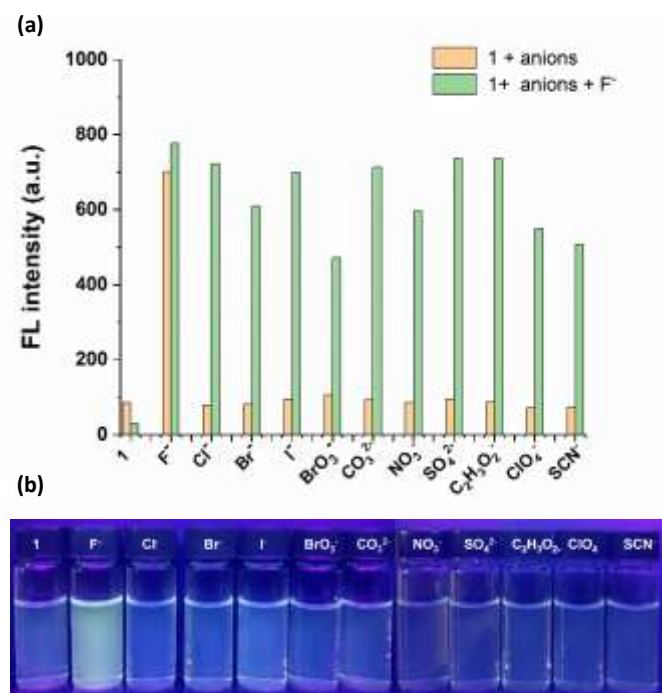 (a)
1000
800
600
400
200
0
FL intensity (a.u.)
1 + anions
1+ anions + F⁻
1 F⁻ Cl⁻ Br⁻ I⁻ BrO₃⁻ CO₃²⁻ NO₃⁻ SO₄²⁻ C₂H₃O₂⁻ ClO₄⁻ SCN⁻
(b)
1 F⁻ Cl⁻ Br⁻ I⁻ BrO₃⁻ CO₃²⁻ NO₃⁻ SO₄²⁻ C₂H₃O₂⁻ ClO₄⁻ SCN⁻